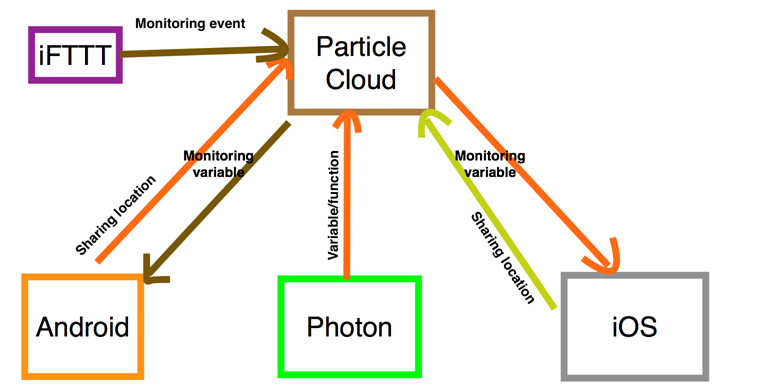 Monitoring event
iFTTT
Particle
Cloud
Monitoring
variable
Monitoring
variable
Sharing location
Variable/function
Sharing location
Android
Photon
iOS